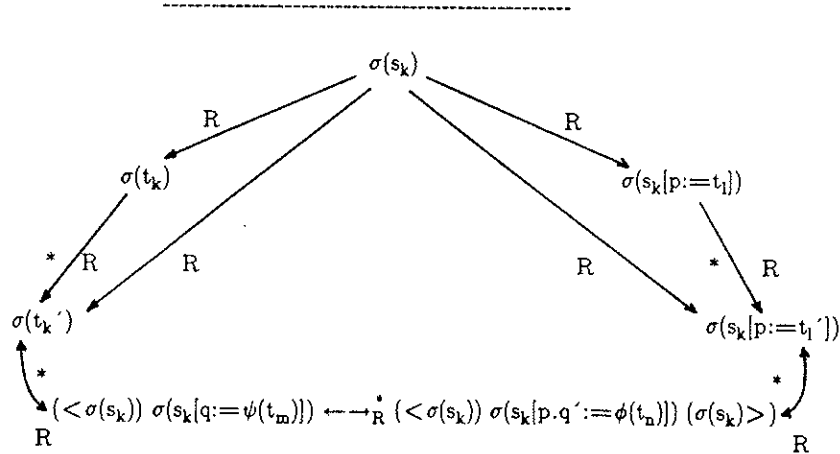 σ(s_k)
R R
σ(t_k) σ(s_k[p:=t_l])
* R R R * R
σ(t_k´) σ(s_k[p:=t_l´])
* *
(<σ(s_k)) σ(s_k[q:=ψ(t_m)]) ←→_R^* (<σ(s_k)) σ(s_k[p.q´:=ϕ(t_n)]) (σ(s_k)>)
R R